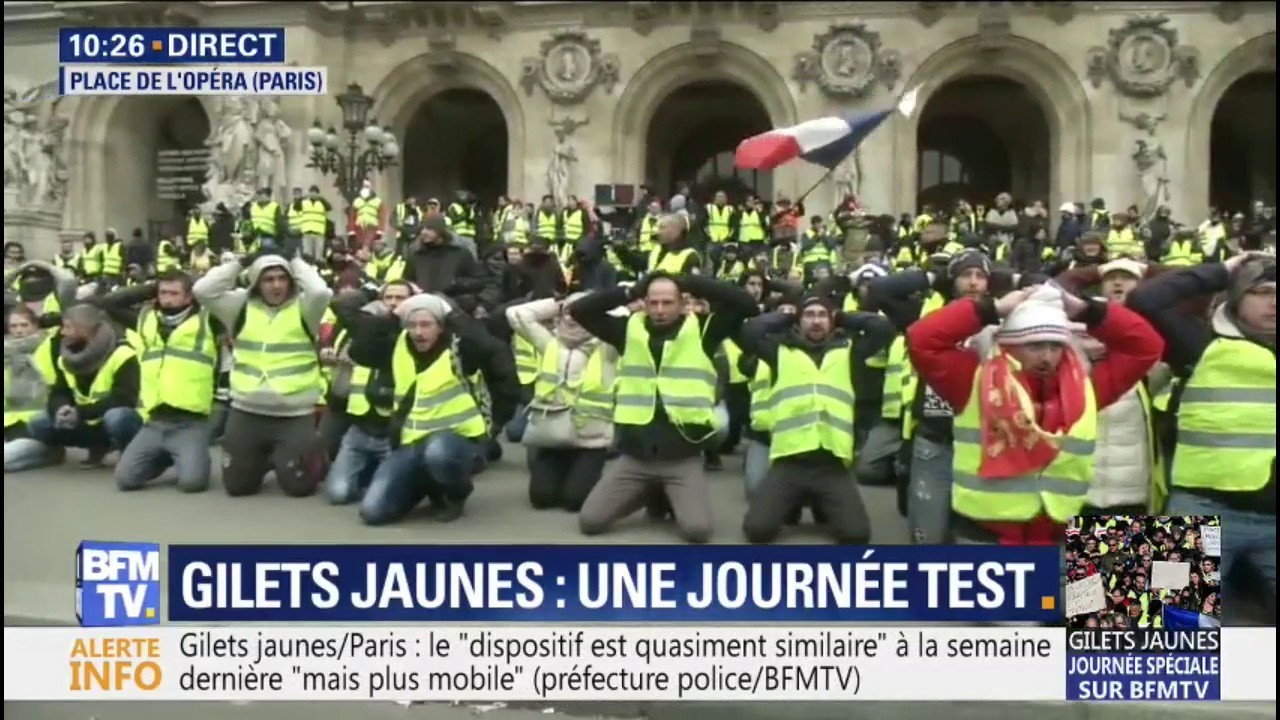 10:26 DIRECT
PLACE DE L'OPÉRA (PARIS)
BFM
TV.
GILETS JAUNES : UNE JOURNÉE TEST
ALERTE
INFO
Gilets jaunes/Paris : le "dispositif est quasiment similaire" à la semaine
dernière "mais plus mobile" (préfecture police/BFMTV)
GILETS JAUNES
JOURNÉE SPÉCIALE
SUR BFMTV